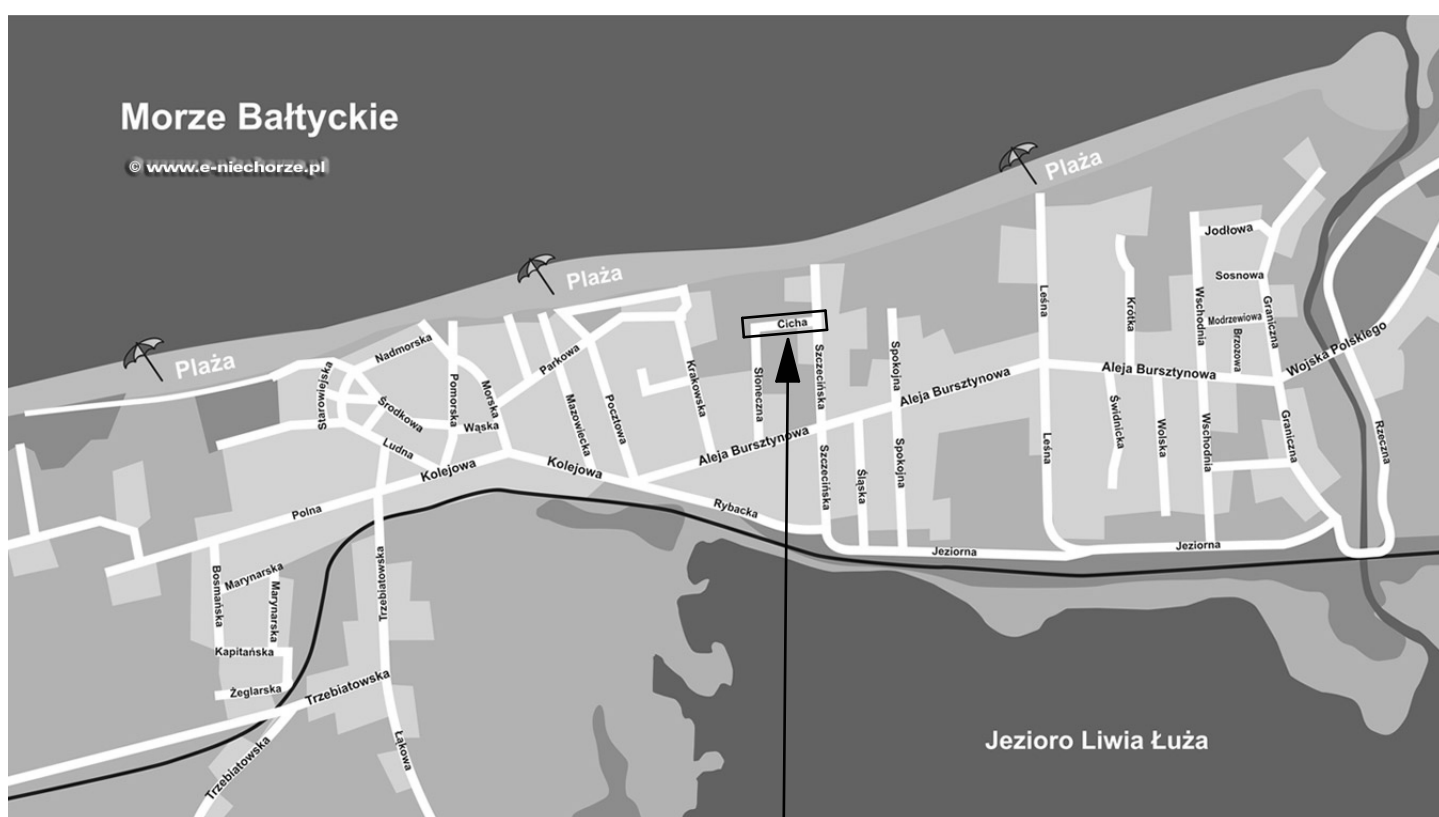 Morze Bałtyckie
© www.e-niechorze.pl
Plaża
Plaża
Plaża
Jodłowa
Sosnowa
Wschodnia
Modrzewiowa
Graniczna
Brzozowa
Wojska Polskiego
Leśna
Krótka
Aleja Bursztynowa
Cicha
Szczecińska
Spokojna
Słoneczna
Aleja Bursztynowa
Nadmorska
Parkowa
Krakowska
Starowiejska
Pomorska
Morska
Środkowa
Wąska
Mazowiecka
Pocztowa
Ludna
Kolejowa
Kolejowa
Aleja Bursztynowa
Świdnicka
Wolska
Wschodnia
Graniczna
Rzeczna
Leśna
Szczecińska
Śląska
Spokojna
Polna
Rybacka
Jeziorna
Jeziorna
Bosmańska
Marynarska
Marynarska
Trzebiatowska
Kapitańska
Żeglarska
Trzebiatowska
Trzebiatowska
Łąkowa
Jezioro Liwia Łuża